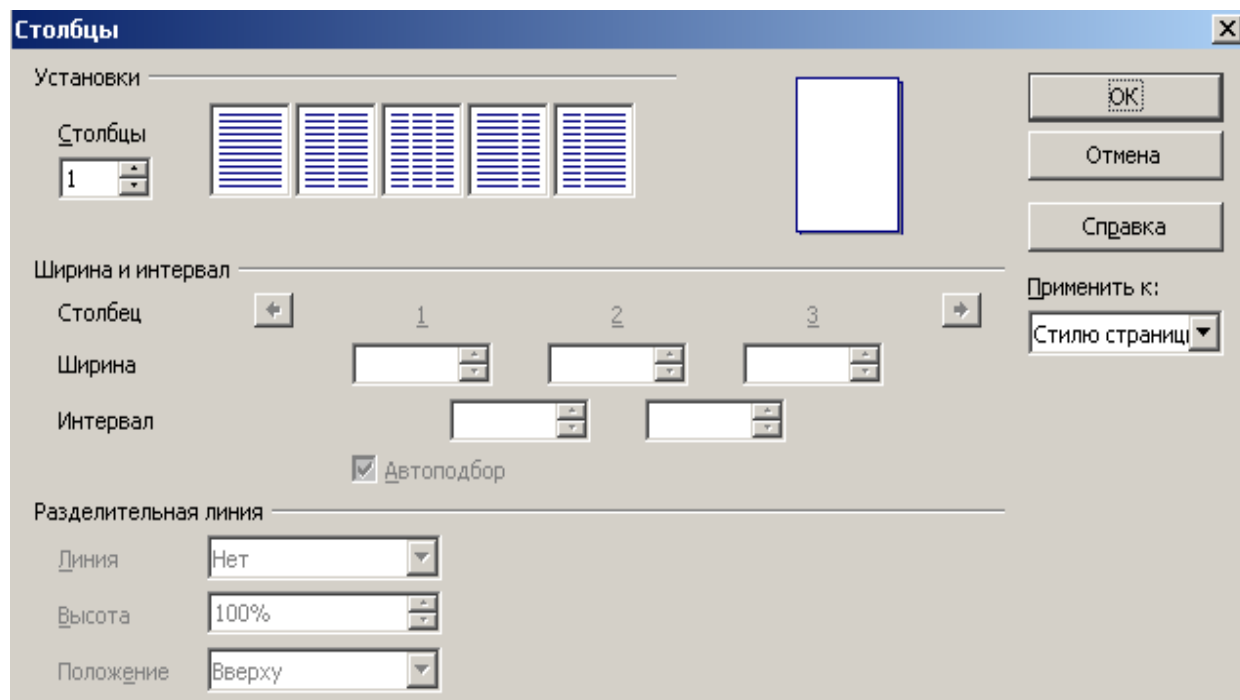 Столбцы
Установки
Столбцы
1
OK
Отмена
Справка
Применить к:
Стилю страниц
Ширина и интервал
Столбец 1 2 3
Ширина
Интервал
Автоподбор
Разделительная линия
Линия Нет
Высота 100%
Положение Вверху